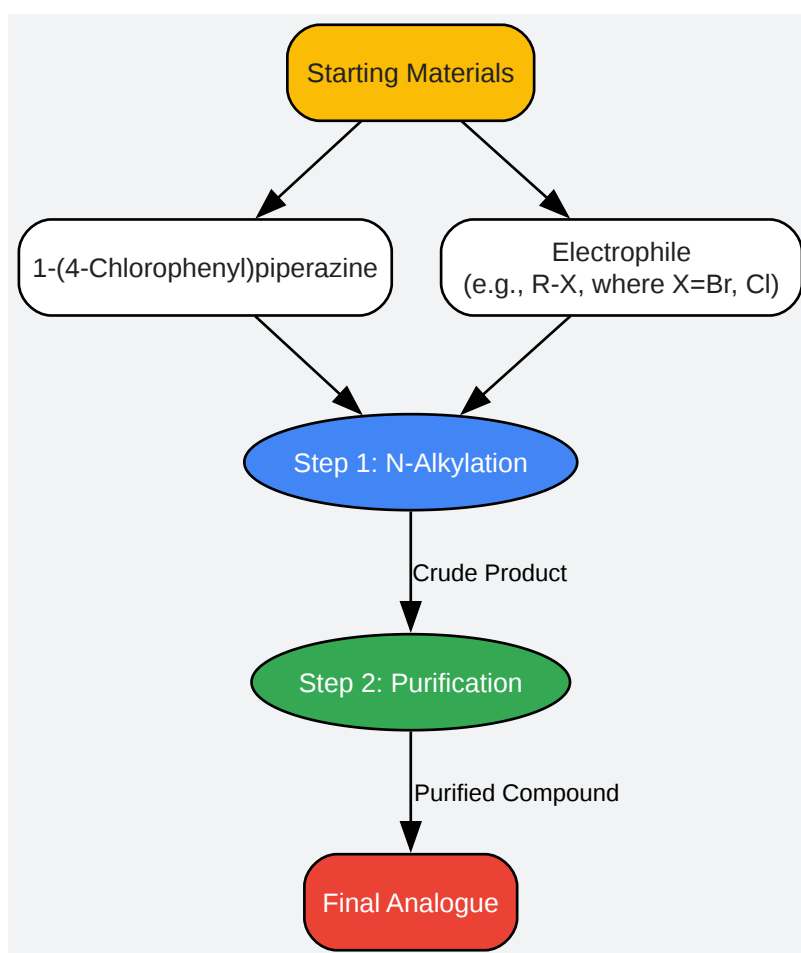 Starting Materials
1-(4-Chlorophenyl)piperazine
Electrophile
(e.g., R-X, where X=Br, Cl)
Step 1: N-Alkylation
Crude Product
Step 2: Purification
Purified Compound
Final Analogue